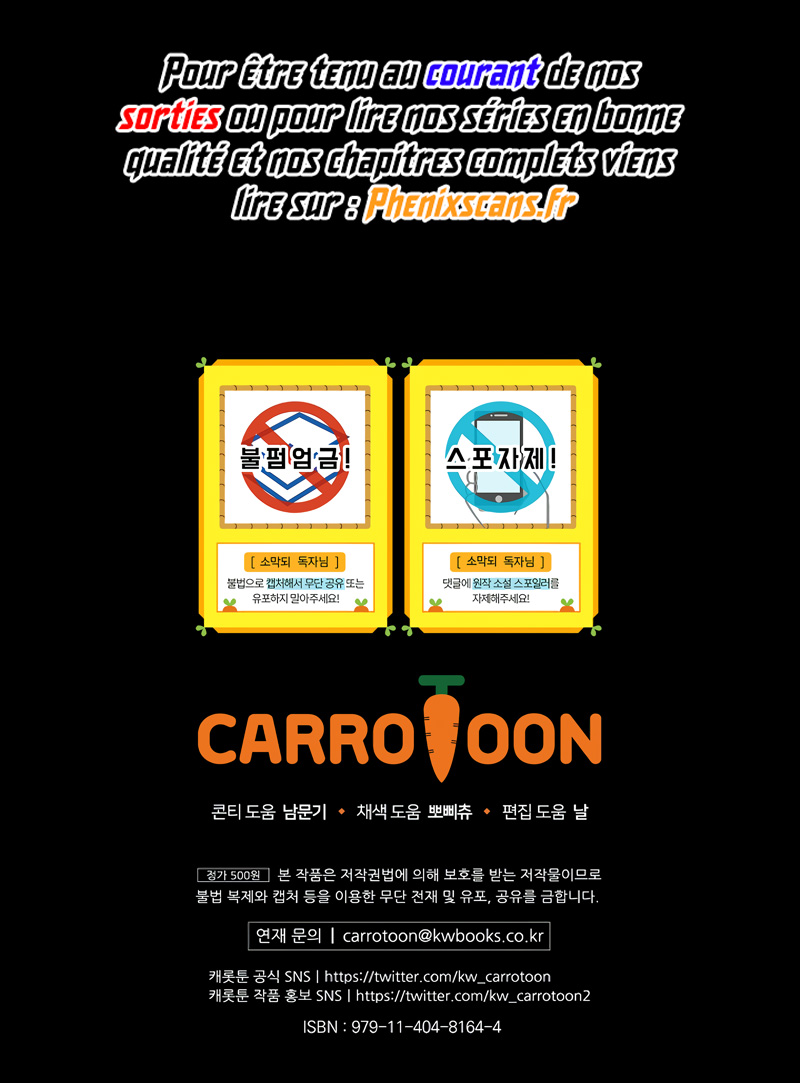 Pour être tenu au courant de nos
sorties ou pour lire nos séries en bonne
qualité et nos chapitres complets viens
lire sur : Phenixscans.fr
불펌엄금!
[ 소막되 독자님 ]
불법으로 캡처해서 무단 공유 또는
유포하지 말아주세요!
스포자제!
[ 소막되 독자님 ]
댓글에 원작 소설 스포일러를
자제해주세요!
CARROTOON
콘티 도움 남문기 ◆ 채색 도움 뽀삐츄 ◆ 편집 도움 날
정가 500원 본 작품은 저작권법에 의해 보호를 받는 저작물이므로
불법 복제와 캡처 등을 이용한 무단 전재 및 유포, 공유를 금합니다.
연재 문의 | carrotoon@kwbooks.co.kr
캐롯툰 공식 SNS | https://twitter.com/kw_carrotoon
캐롯툰 작품 홍보 SNS | https://twitter.com/kw_carrotoon2
ISBN : 979-11-404-8164-4